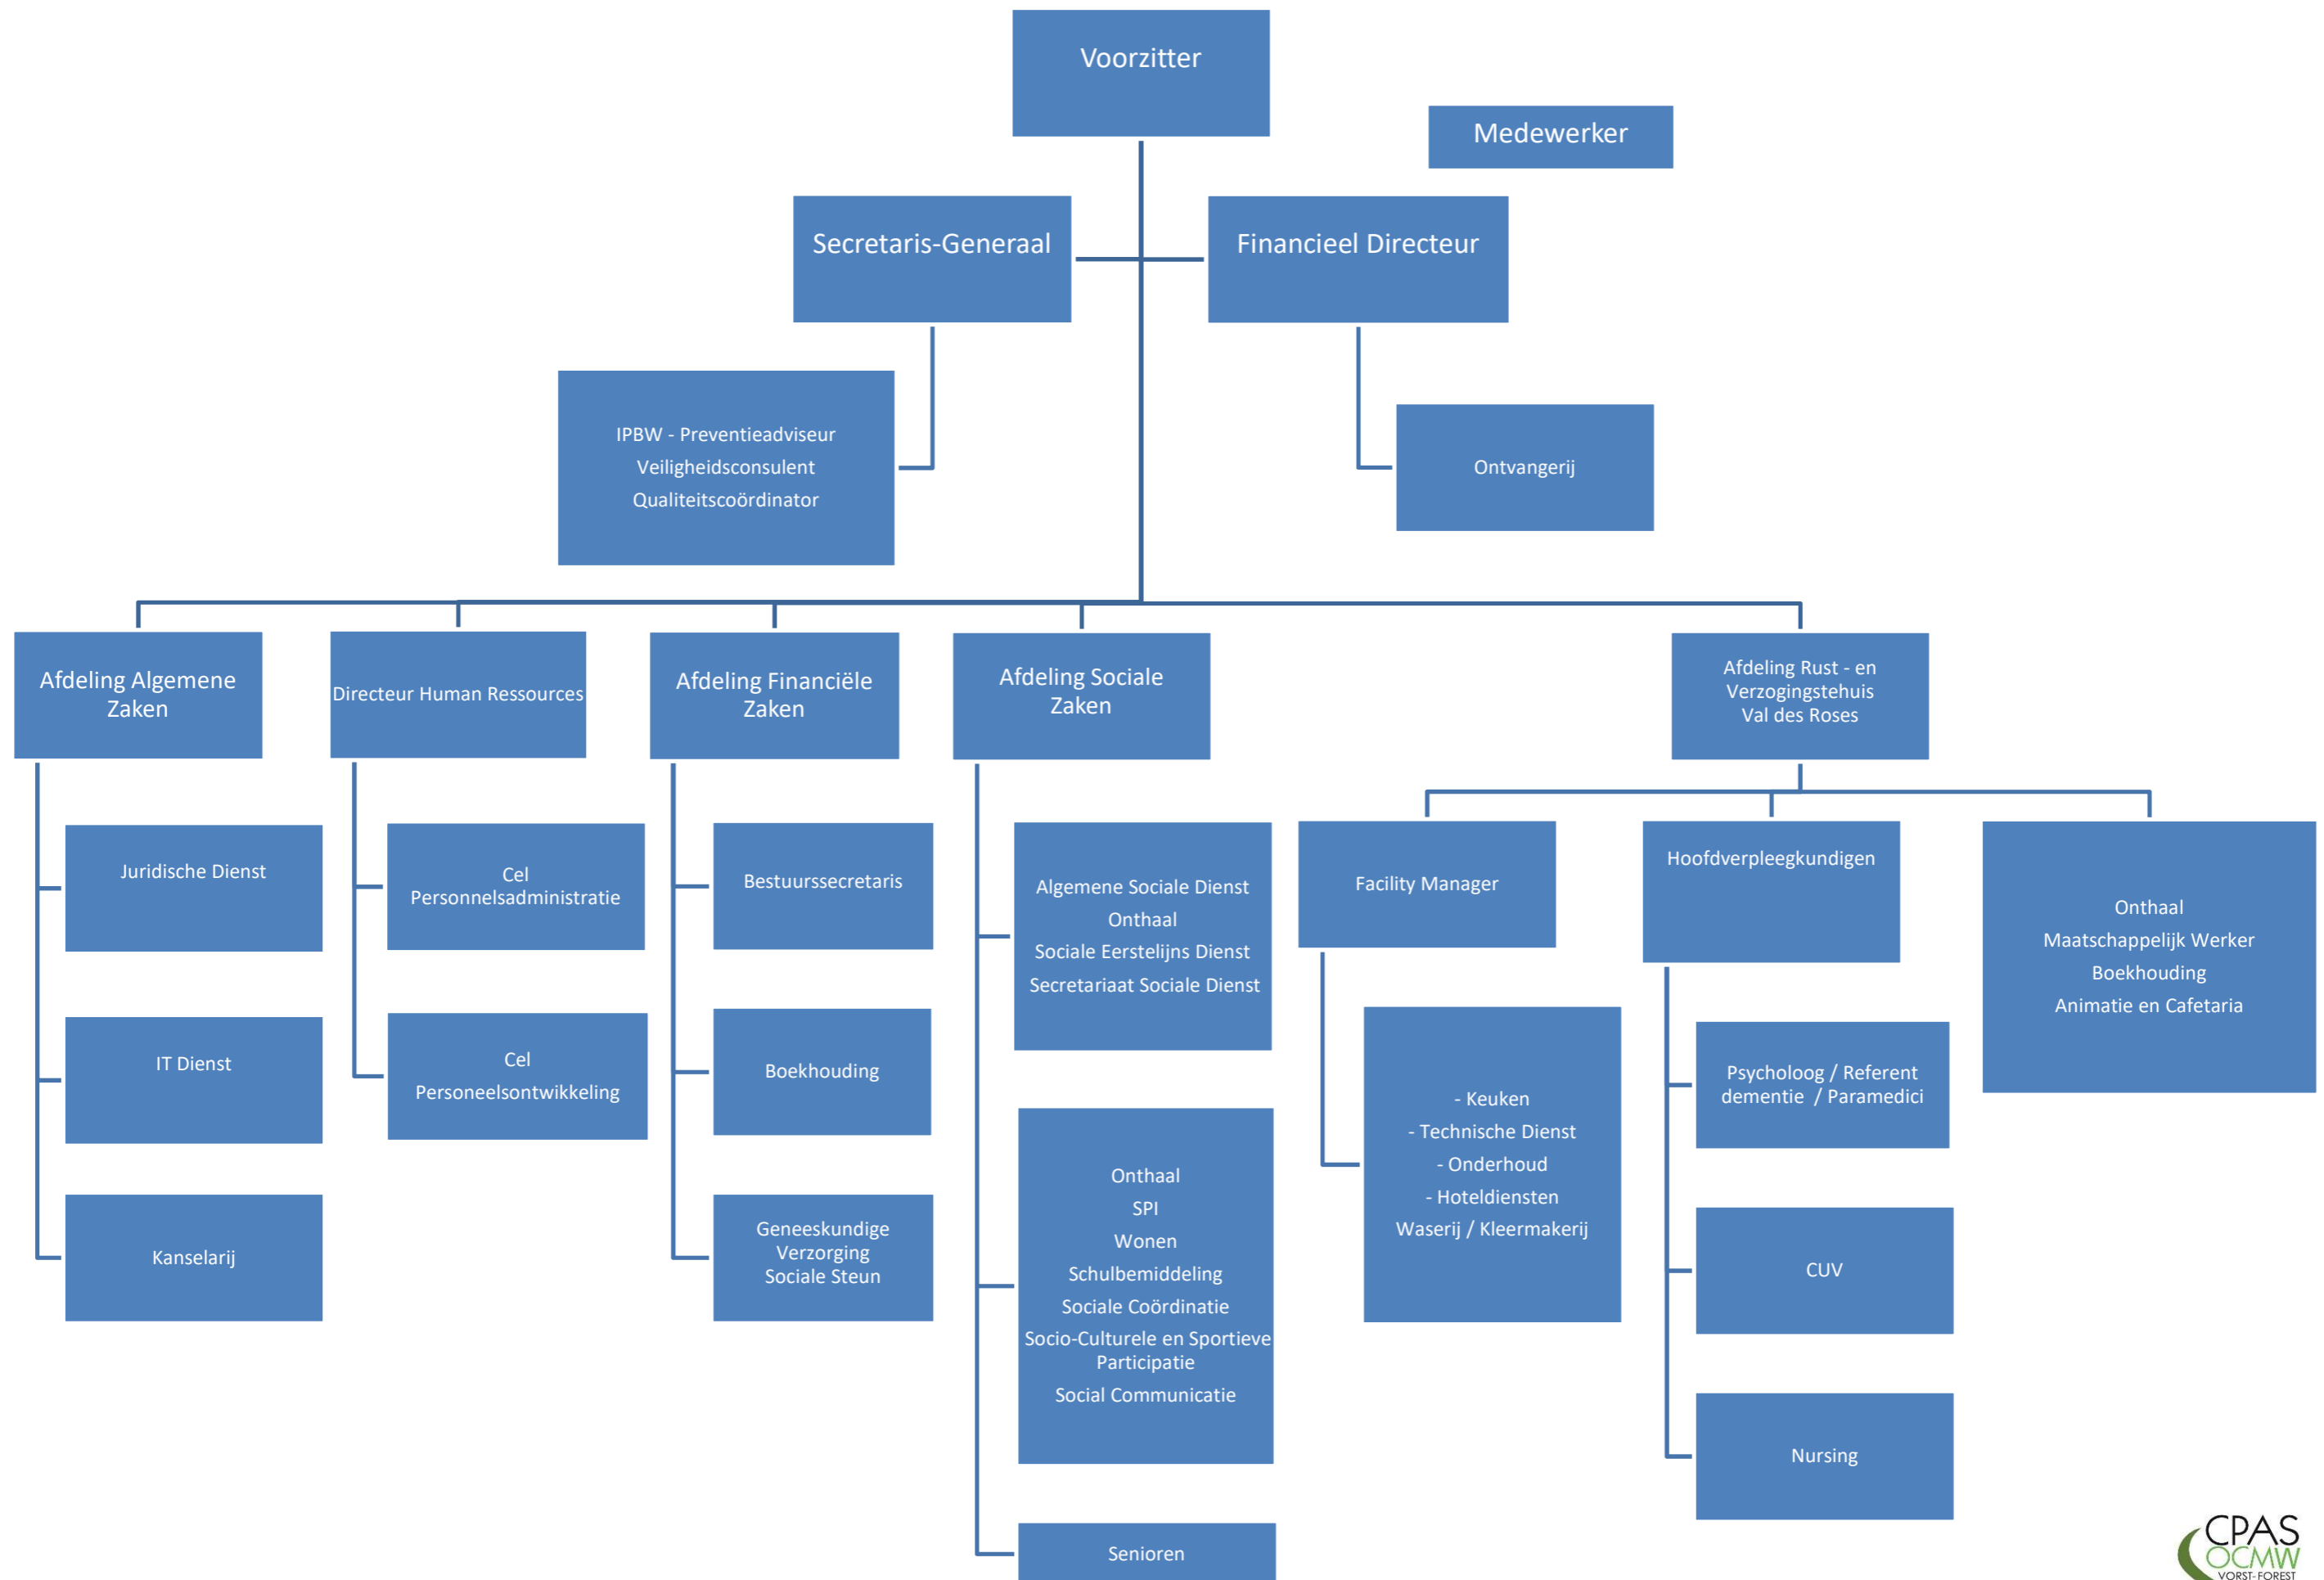 Voorzitter
Medewerker
Secretaris-Generaal
Financieel Directeur
IPBW - Preventieadviseur
Veiligheidsconsulent
Qualiteitscoördinator
Ontvangerij
Afdeling Algemene
Zaken
Directeur Human Ressources
Afdeling Financiële
Zaken
Afdeling Sociale
Zaken
Afdeling Rust - en
Verzogingstehuis
Val des Roses
Juridische Dienst
IT Dienst
Kanselarij
Cel
Personnelsadministratie
Cel
Personeelsontwikkeling
Bestuurssecretaris
Boekhouding
Geneeskundige
Verzorging
Sociale Steun
Algemene Sociale Dienst
Onthaal
Sociale Eerstelijns Dienst
Secretariaat Sociale Dienst
Onthaal
SPI
Wonen
Schulbemiddeling
Sociale Coördinatie
Socio-Culturele en Sportieve
Participatie
Social Communicatie
Senioren
Facility Manager
- Keuken
- Technische Dienst
- Onderhoud
- Hoteldiensten
Waserij / Kleermakerij
Hoofdverpleegkundigen
Psycholoog / Referent
dementie / Paramedici
CUV
Nursing
Onthaal
Maatschappelijk Werker
Boekhouding
Animatie en Cafetaria
CPAS
OCMW
VORST-FOREST